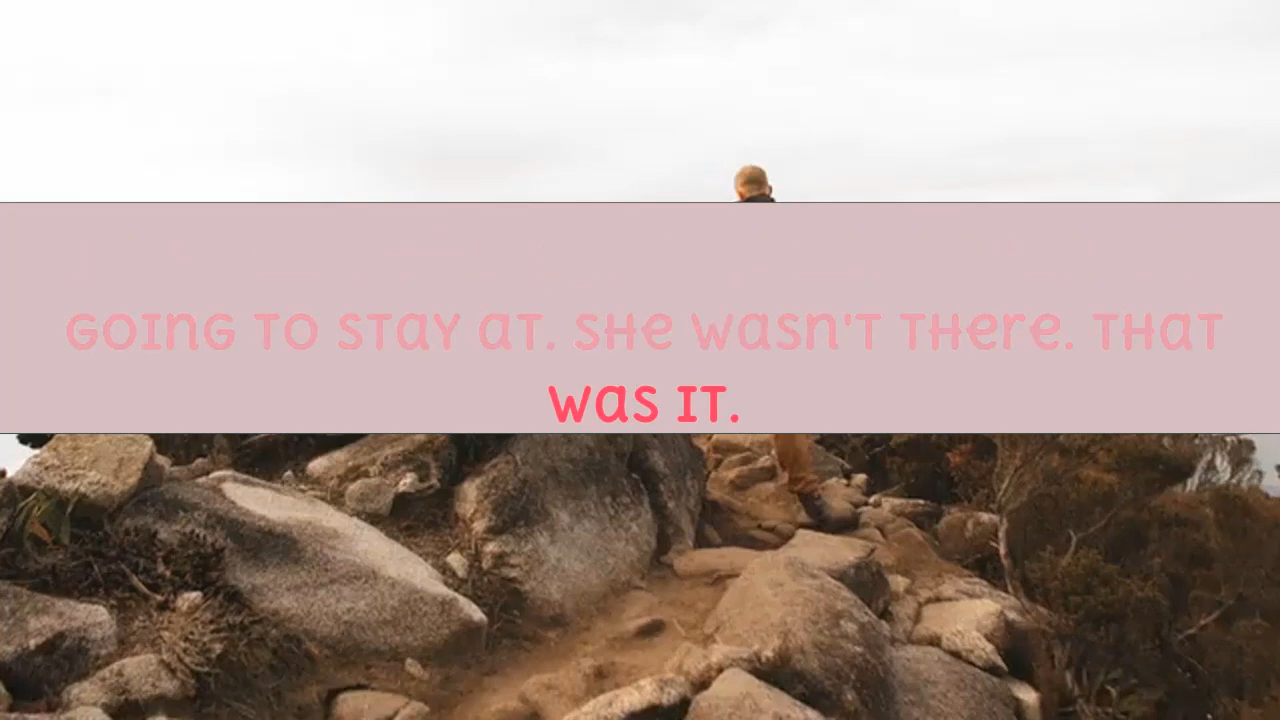 GOING TO STAY AT. SHE WASN'T THERE. THAT
WAS IT.